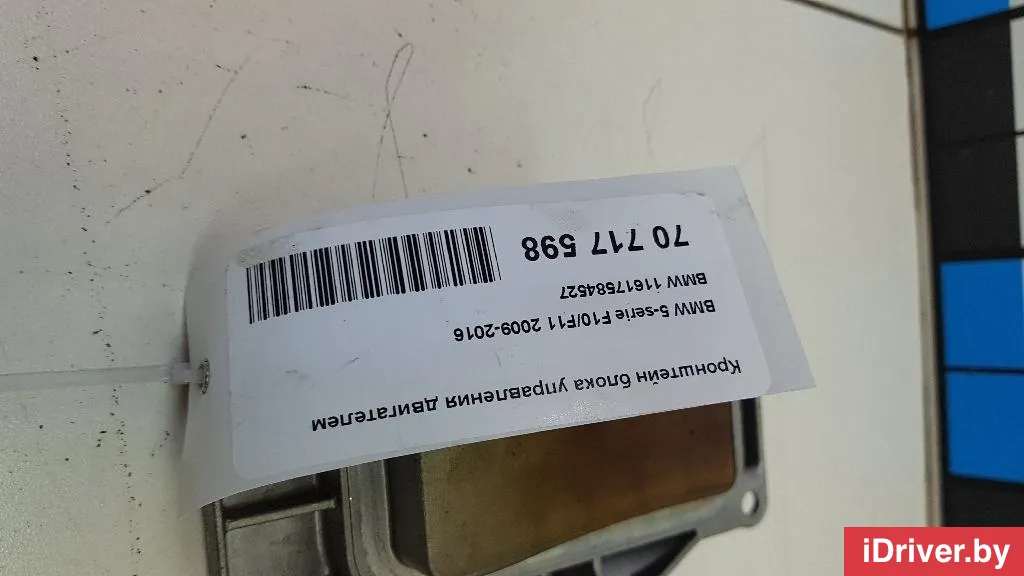 Кронштейн блока управления двигателем
BMW 5-serie F10/F11 2009-2016
BMW 11617584527
70 717 598
iDriver.by